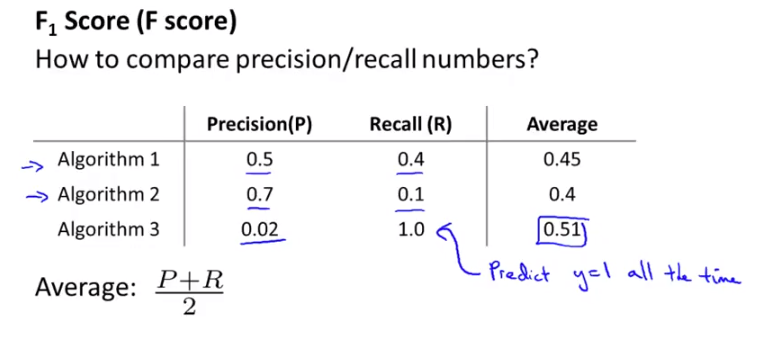 F₁ Score (F score)
How to compare precision/recall numbers?
Precision(P) Recall (R) Average
→ Algorithm 1 0.5 0.4 0.45
→ Algorithm 2 0.7 0.1 0.4
Algorithm 3 0.02 1.0 0.51
Predict y=1 all the time
Average: P+R
2